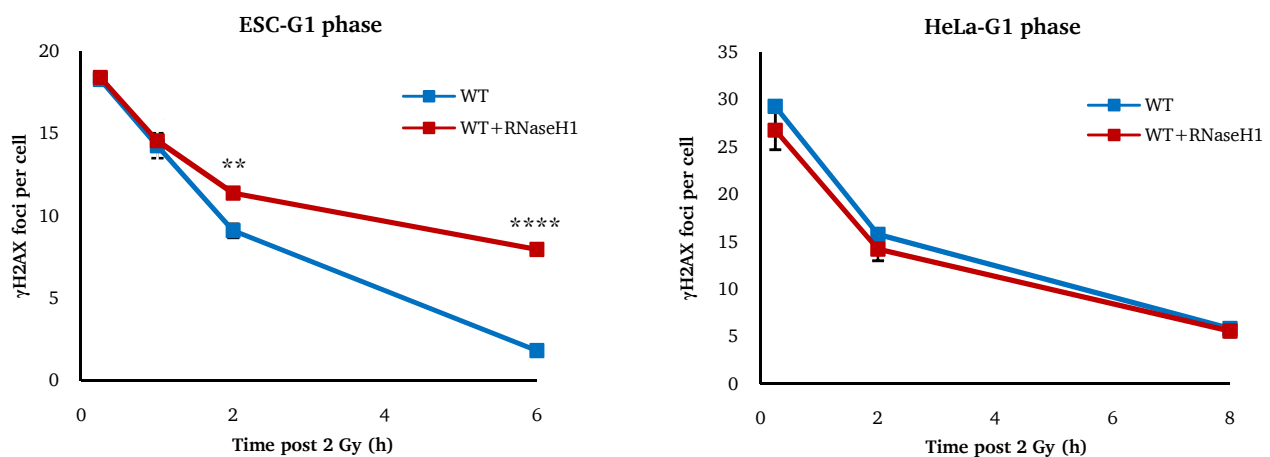 ESC-G1 phase
20
15
10
5
0
γH2AX foci per cell
WT
WT+RNaseH1
**
****
0
2
4
6
Time post 2 Gy (h)
HeLa-G1 phase
35
30
25
20
15
10
5
0
γH2AX foci per cell
WT
WT+RNaseH1
0
2
4
6
8
Time post 2 Gy (h)